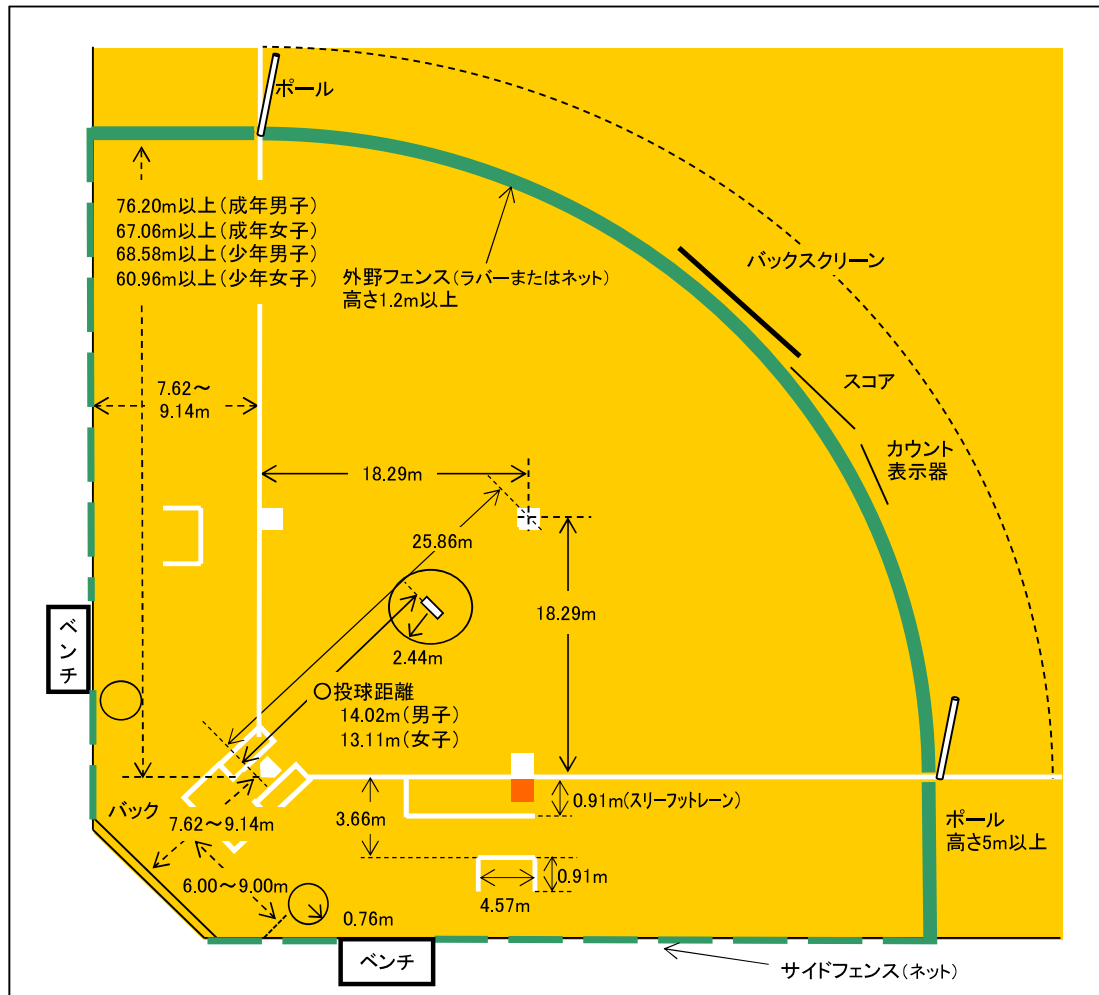 ポール
76.20m以上(成年男子)
67.06m以上(成年女子)
68.58m以上(少年男子)
60.96m以上(少年女子)
外野フェンス(ラバーまたはネット)
高さ1.2m以上
バックスクリーン
スコア
カウント
表示器
7.62～
9.14m
18.29m
25.86m
18.29m
2.44m
○投球距離
14.02m(男子)
13.11m(女子)
ベンチ
バック
7.62～9.14m
3.66m
0.91m(スリーフットレーン)
ポール
高さ5m以上
6.00～9.00m
0.76m
4.57m
0.91m
ベンチ
サイドフェンス(ネット)